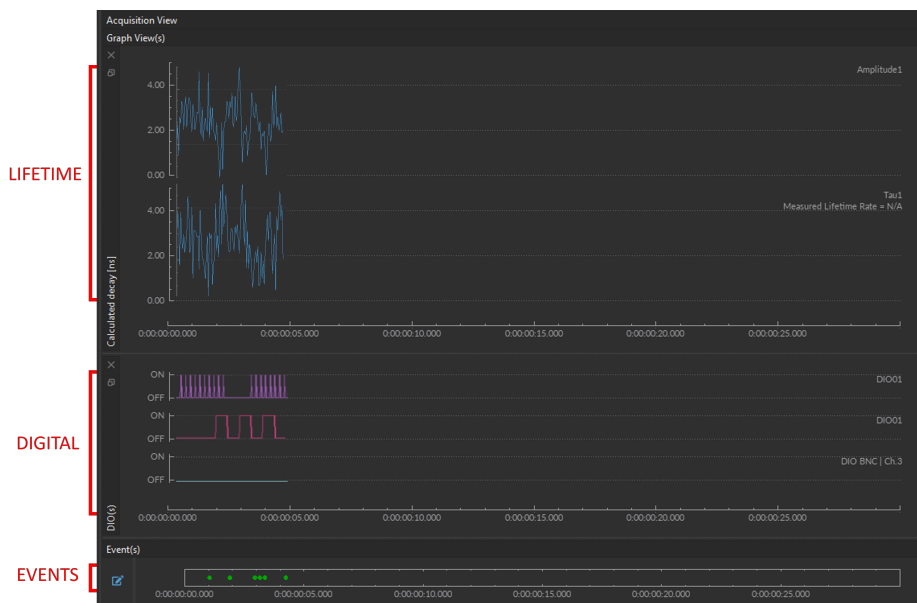 Acquisition View
Graph View(s)
LIFETIME
Calculated decay [ns]
4.00
2.00
0.00
Amplitude1
4.00
2.00
0.00
Tau1
Measured Lifetime Rate = N/A
0:00:00:00.000 0:00:00:05.000 0:00:00:10.000 0:00:00:15.000 0:00:00:20.000 0:00:00:25.000
DIGITAL
DIO(s)
ON
OFF
DIO01
ON
OFF
DIO01
ON
OFF
DIO BNC | Ch.3
0:00:00:00.000 0:00:00:05.000 0:00:00:10.000 0:00:00:15.000 0:00:00:20.000 0:00:00:25.000
Event(s)
EVENTS
0:00:00:00.000 0:00:00:05.000 0:00:00:10.000 0:00:00:15.000 0:00:00:20.000 0:00:00:25.000